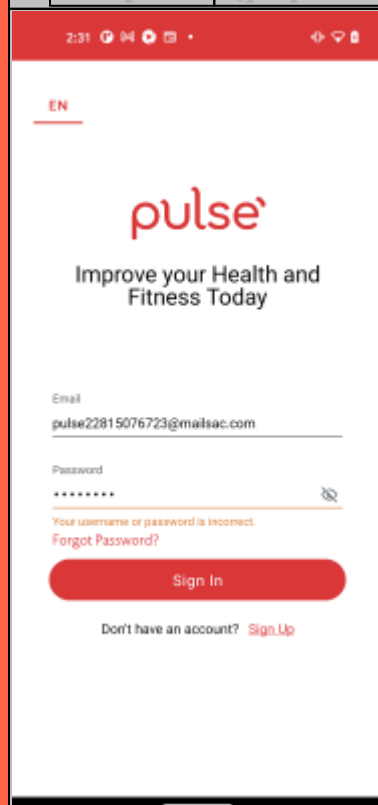 2:31
EN
pulse
Improve your Health and
Fitness Today
Email
pulse22815076723@mailsac.com
Password
••••••••
Your username or password is incorrect.
Forgot Password?
Sign In
Don't have an account? Sign Up